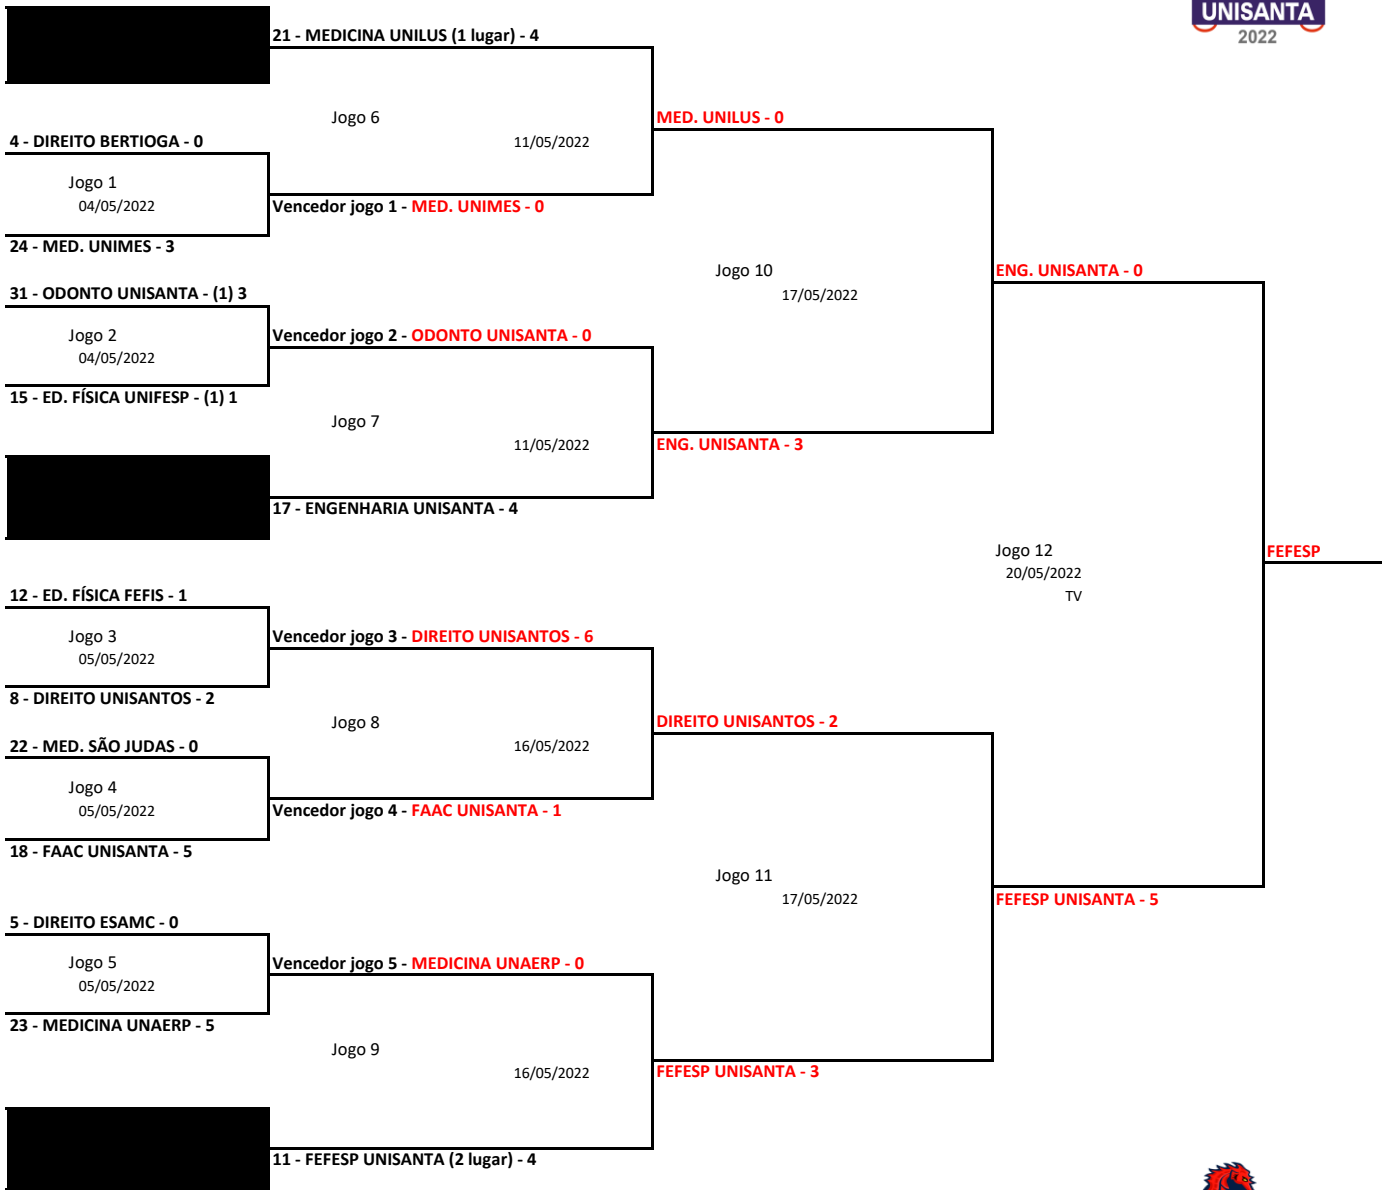 UNISANTA
2022
21 - MEDICINA UNILUS (1 lugar) - 4
Jogo 6
11/05/2022
MED. UNILUS - 0
4 - DIREITO BERTIOGA - 0
Jogo 1
04/05/2022
Vencedor jogo 1 - MED. UNIMES - 0
24 - MED. UNIMES - 3
Jogo 10
17/05/2022
ENG. UNISANTA - 0
31 - ODONTO UNISANTA - (1) 3
Jogo 2
04/05/2022
Vencedor jogo 2 - ODONTO UNISANTA - 0
15 - ED. FÍSICA UNIFESP - (1) 1
Jogo 7
11/05/2022
ENG. UNISANTA - 3
17 - ENGENHARIA UNISANTA - 4
Jogo 12
20/05/2022
TV
FEFESP
12 - ED. FÍSICA FEFIS - 1
Jogo 3
05/05/2022
Vencedor jogo 3 - DIREITO UNISANTOS - 6
8 - DIREITO UNISANTOS - 2
Jogo 8
16/05/2022
DIREITO UNISANTOS - 2
22 - MED. SÃO JUDAS - 0
Jogo 4
05/05/2022
Vencedor jogo 4 - FAAC UNISANTA - 1
18 - FAAC UNISANTA - 5
Jogo 11
17/05/2022
FEFESP UNISANTA - 5
5 - DIREITO ESAMC - 0
Jogo 5
05/05/2022
Vencedor jogo 5 - MEDICINA UNAERP - 0
23 - MEDICINA UNAERP - 5
Jogo 9
16/05/2022
FEFESP UNISANTA - 3
11 - FEFESP UNISANTA (2 lugar) - 4